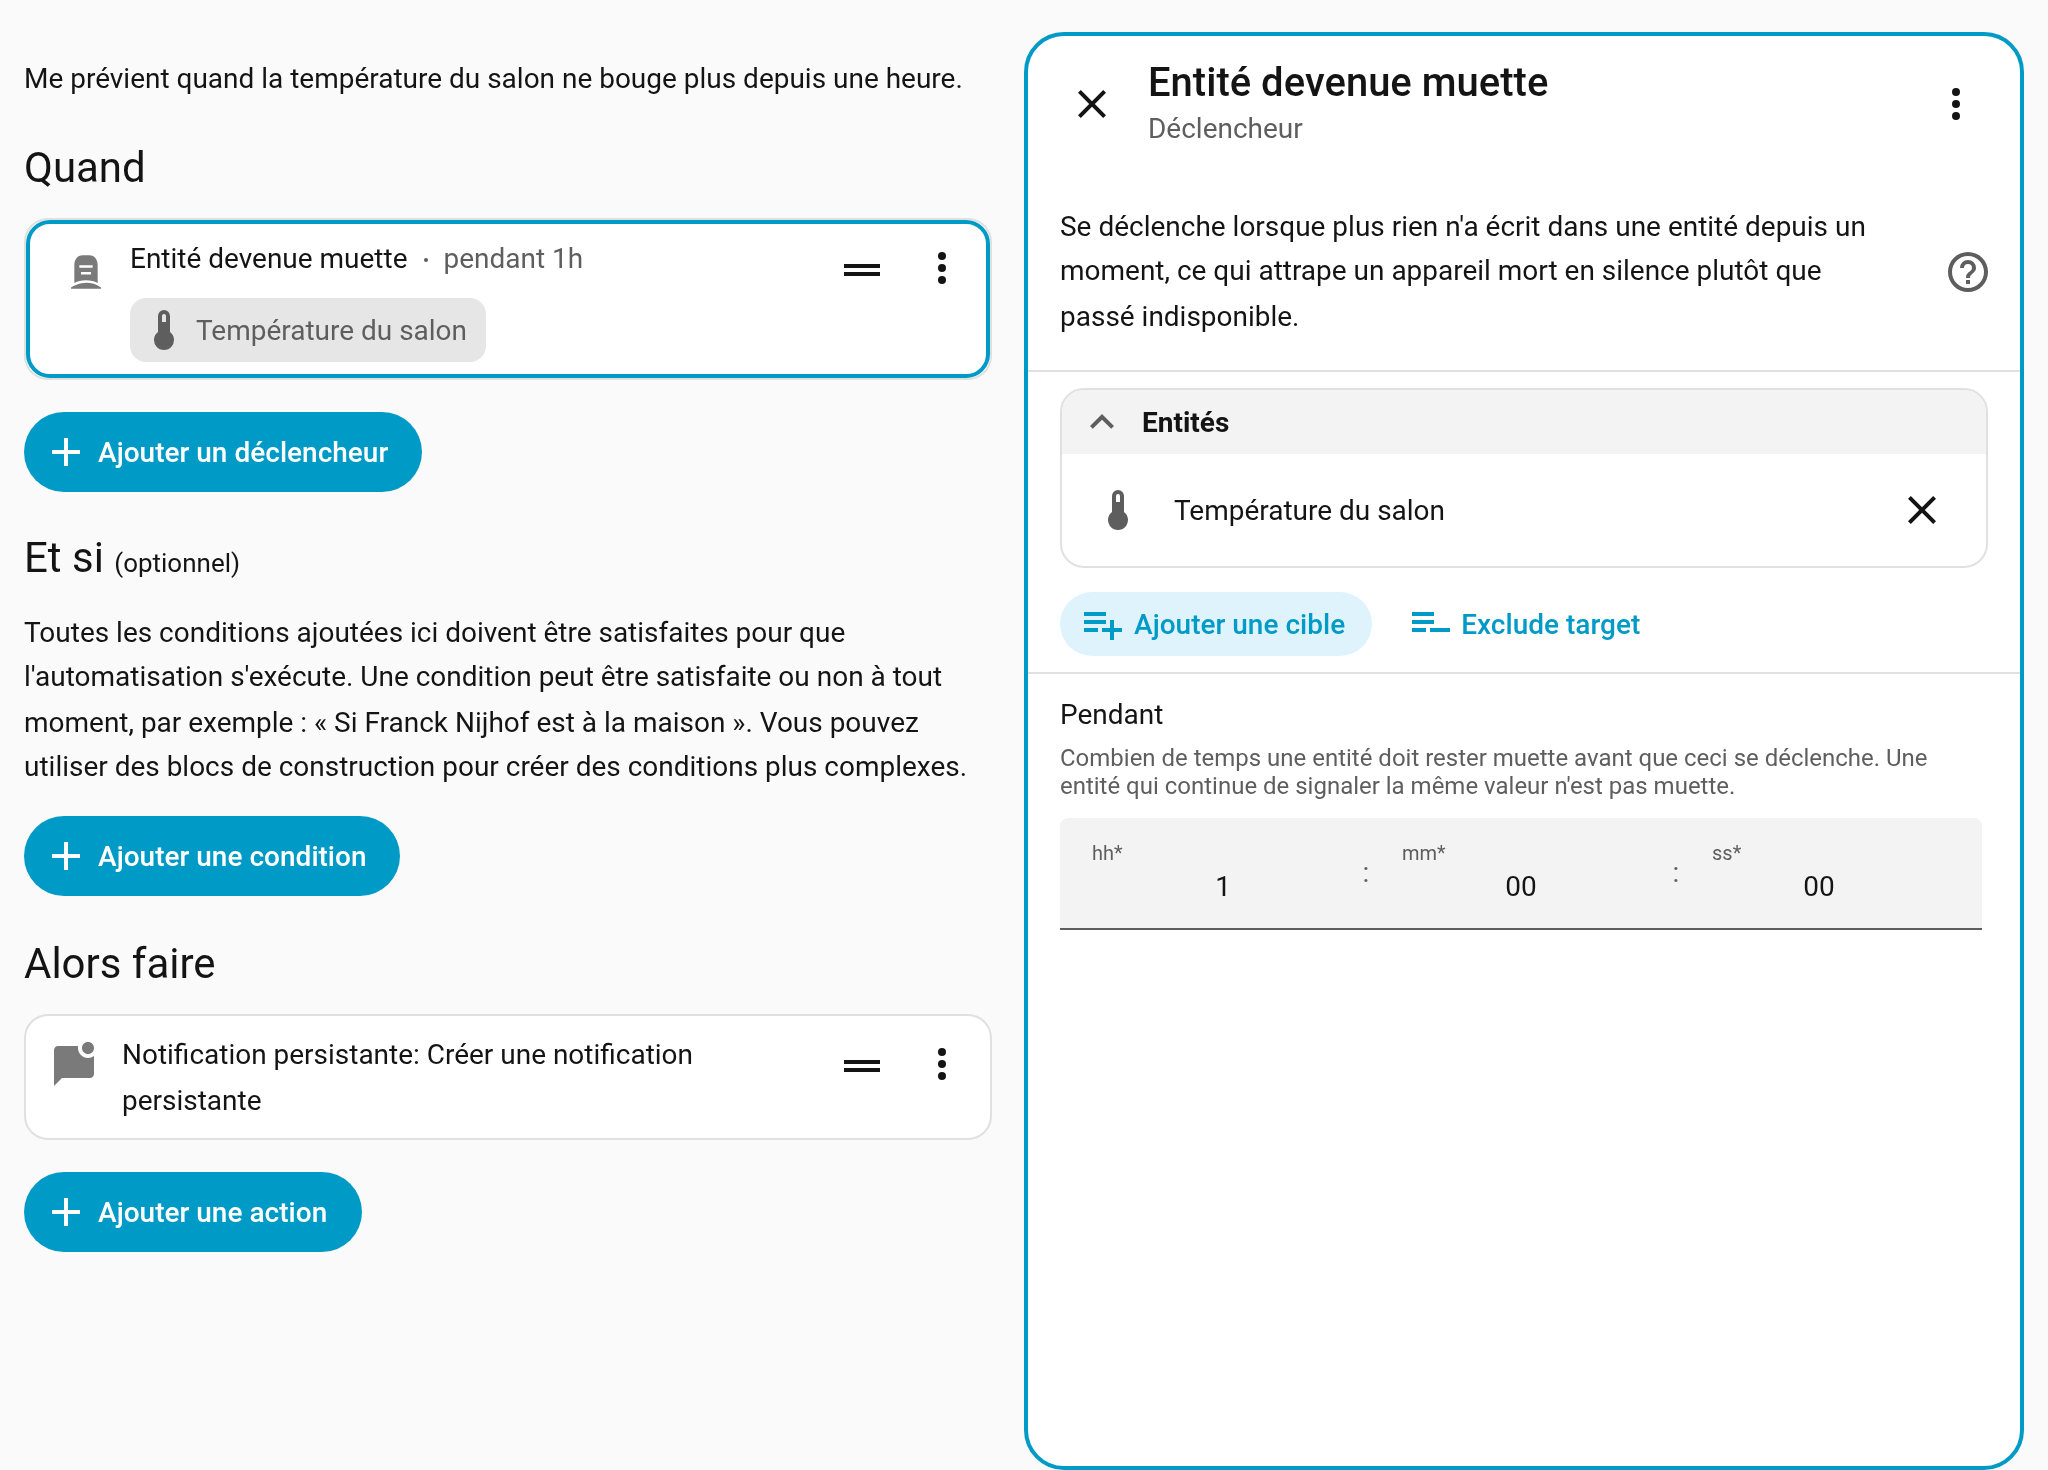 Me prévient quand la température du salon ne bouge plus depuis une heure.
Quand
Entité devenue muette · pendant 1h
Température du salon
Ajouter un déclencheur
Et si (optionnel)
Toutes les conditions ajoutées ici doivent être satisfaites pour que
l'automatisation s'exécute. Une condition peut être satisfaite ou non à tout
moment, par exemple : « Si Franck Nijhof est à la maison ». Vous pouvez
utiliser des blocs de construction pour créer des conditions plus complexes.
Ajouter une condition
Alors faire
Notification persistante: Créer une notification
persistante
Ajouter une action
Entité devenue muette
Déclencheur
Se déclenche lorsque plus rien n'a écrit dans une entité depuis un
moment, ce qui attrape un appareil mort en silence plutôt que
passé indisponible.
Entités
Température du salon
Ajouter une cible
Exclude target
Pendant
Combien de temps une entité doit rester muette avant que ceci se déclenche. Une
entité qui continue de signaler la même valeur n'est pas muette.
hh* mm* ss*
1 : 00 : 00